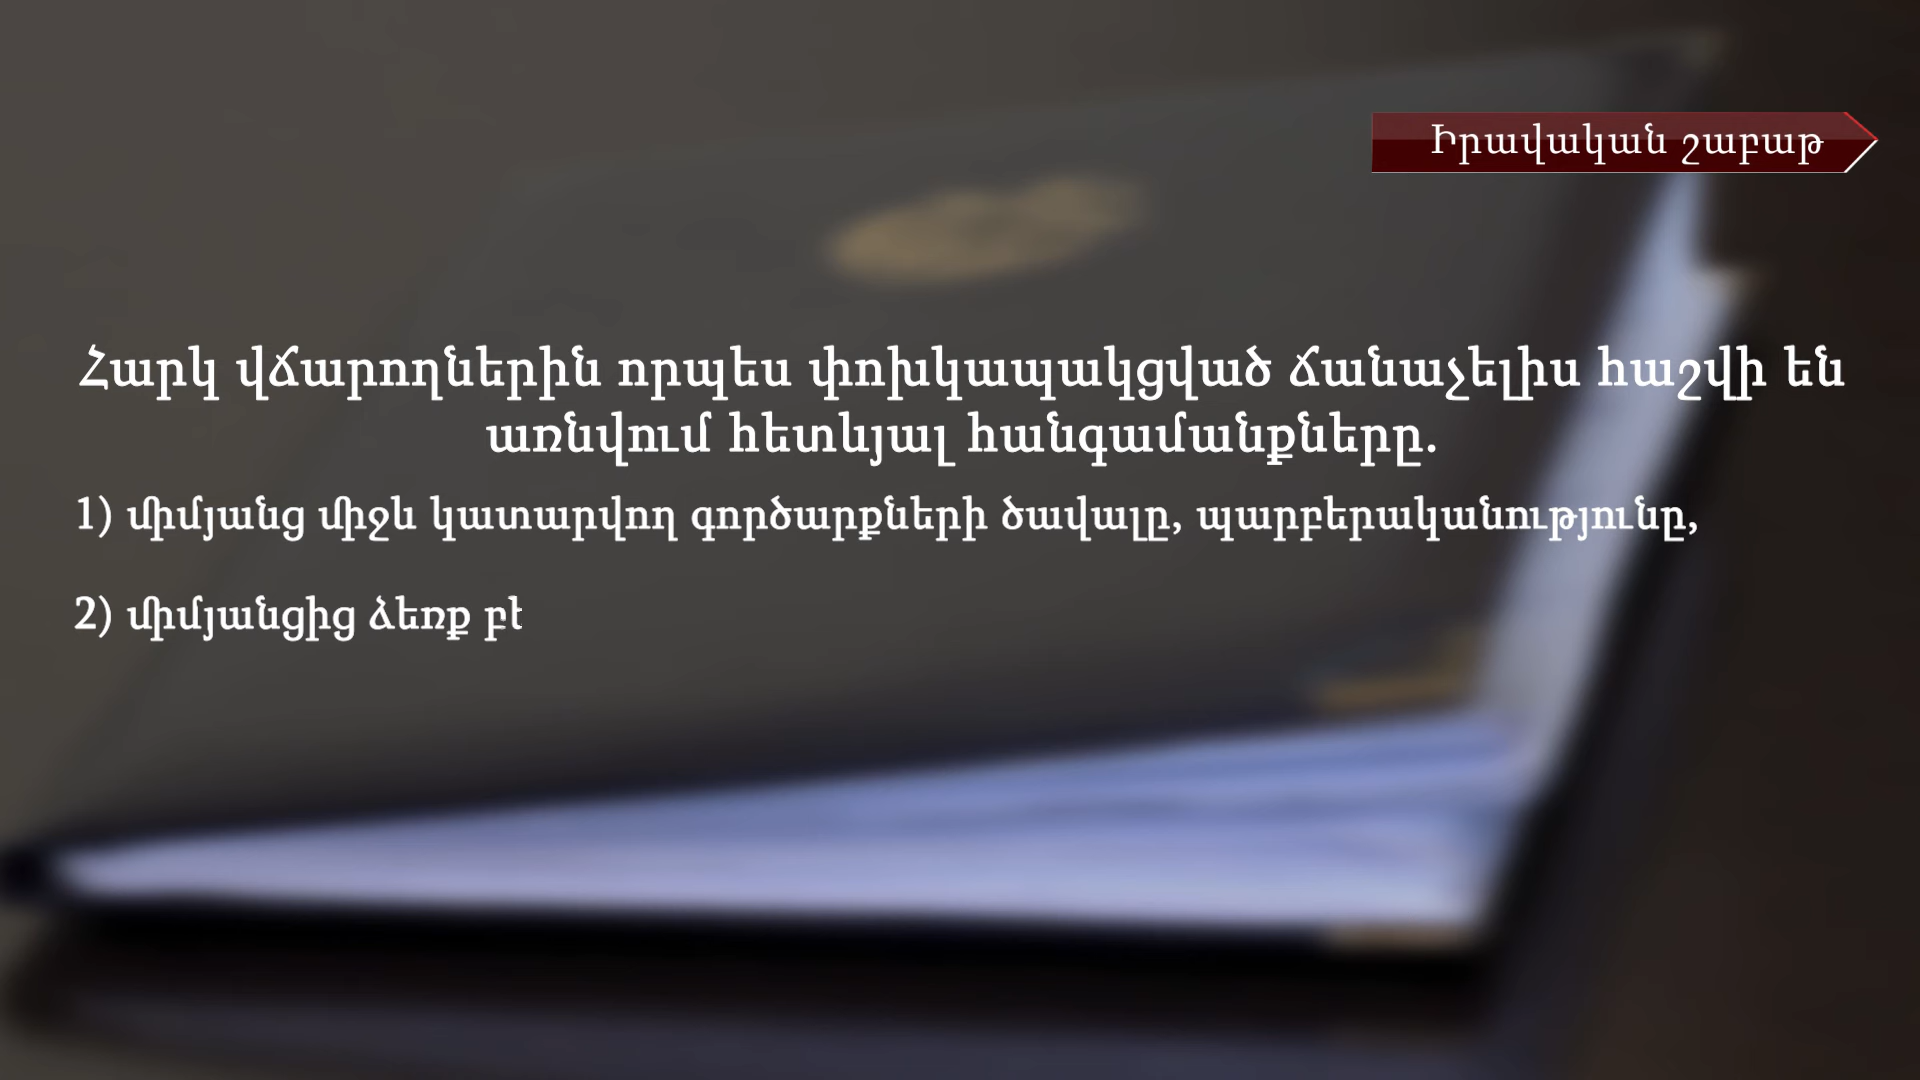 Իրավական շաբաթ
Հարկ վճարողներին որպես փոխկապակցված ճանաչելիս հաշվի են
առնվում հետևյալ հանգամանքները.
1) միմյանց միջև կատարվող գործարքների ծավալը, պարբերականությունը,
2) միմյանցից ձեռք